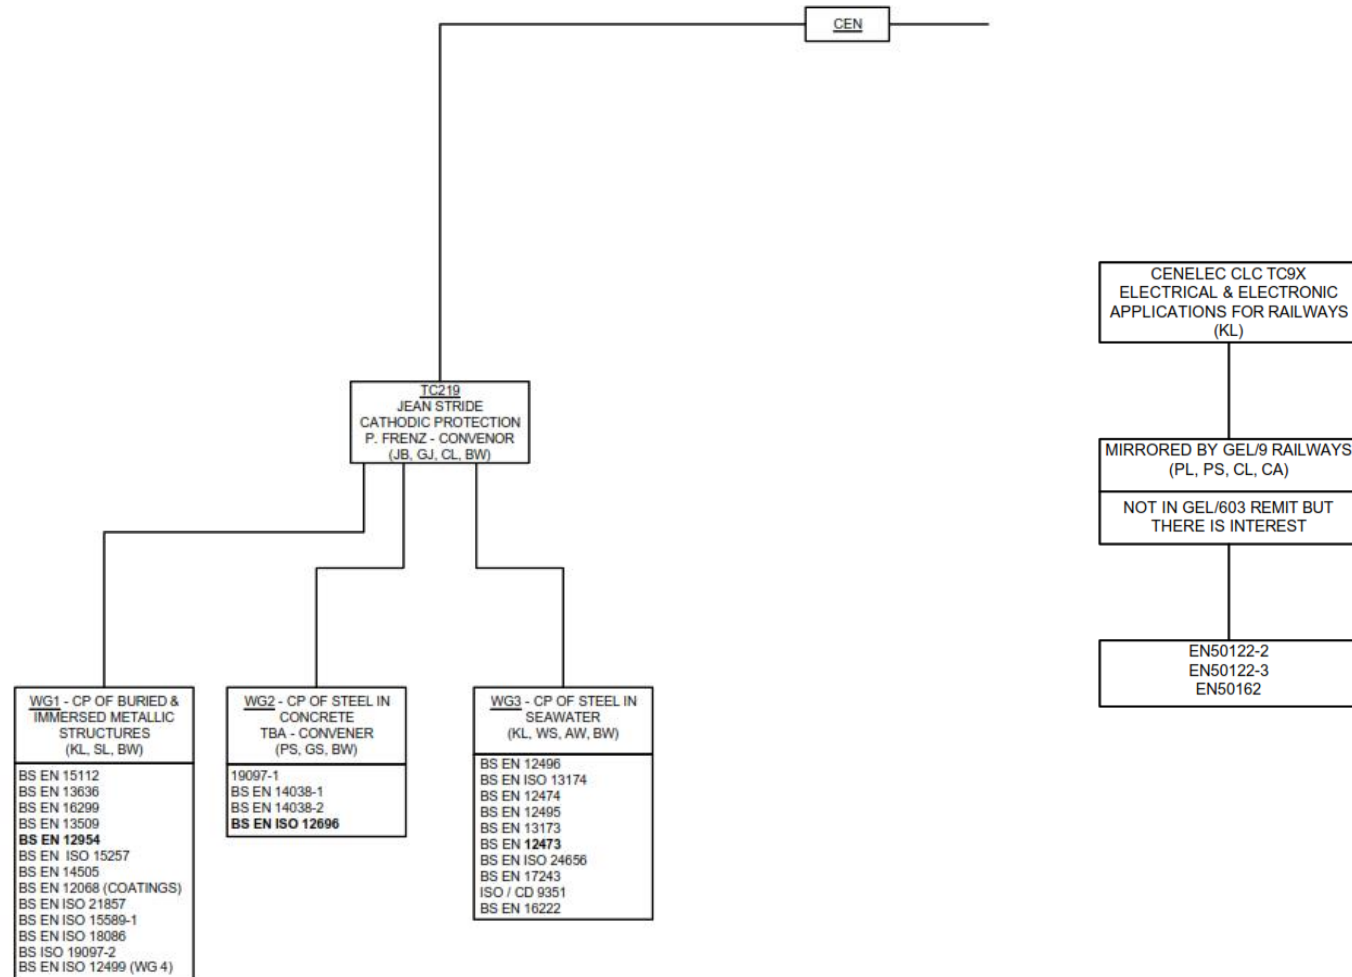 CEN
CENELEC CLC TC9X
ELECTRICAL & ELECTRONIC
APPLICATIONS FOR RAILWAYS
(KL)
TC219
JEAN STRIDE
CATHODIC PROTECTION
P. FRENZ - CONVENOR
(JB, GJ, CL, BW)
MIRRORED BY GEL/9 RAILWAYS
(PL, PS, CL, CA)
NOT IN GEL/603 REMIT BUT
THERE IS INTEREST
EN50122-2
EN50122-3
EN50162
WG1 - CP OF BURIED &
IMMERSED METALLIC
STRUCTURES
(KL, SL, BW)
BS EN 15112
BS EN 13636
BS EN 16299
BS EN 13509
BS EN 12954
BS EN  ISO 15257
BS EN 14505
BS EN 12068 (COATINGS)
BS EN ISO 21857
BS EN ISO 15589-1
BS EN ISO 18086
BS ISO 19097-2
BS EN ISO 12499 (WG 4)
WG2 - CP OF STEEL IN
CONCRETE
TBA - CONVENER
(PS, GS, BW)
19097-1
BS EN 14038-1
BS EN 14038-2
BS EN ISO 12696
WG3 - CP OF STEEL IN
SEAWATER
(KL, WS, AW, BW)
BS EN 12496
BS EN ISO 13174
BS EN 12474
BS EN 12495
BS EN 13173
BS EN 12473
BS EN ISO 24656
BS EN 17243
ISO / CD 9351
BS EN 16222